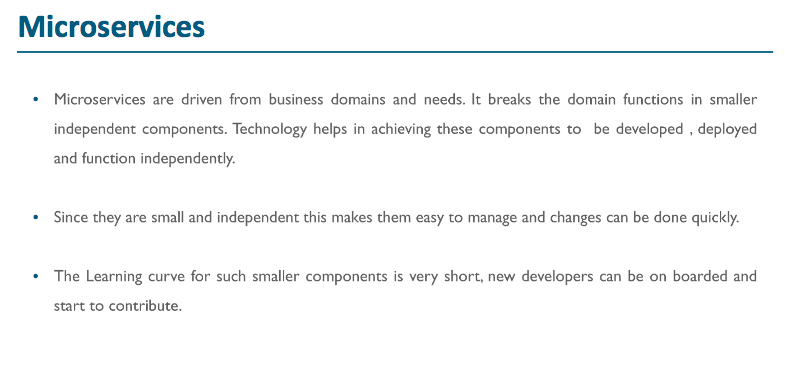 Microservices
• Microservices are driven from business domains and needs. It breaks the domain functions in smaller
independent components. Technology helps in achieving these components to  be developed , deployed
and function independently.
• Since they are small and independent this makes them easy to manage and changes can be done quickly.
• The Learning curve for such smaller components is very short, new developers can be on boarded and
start to contribute.